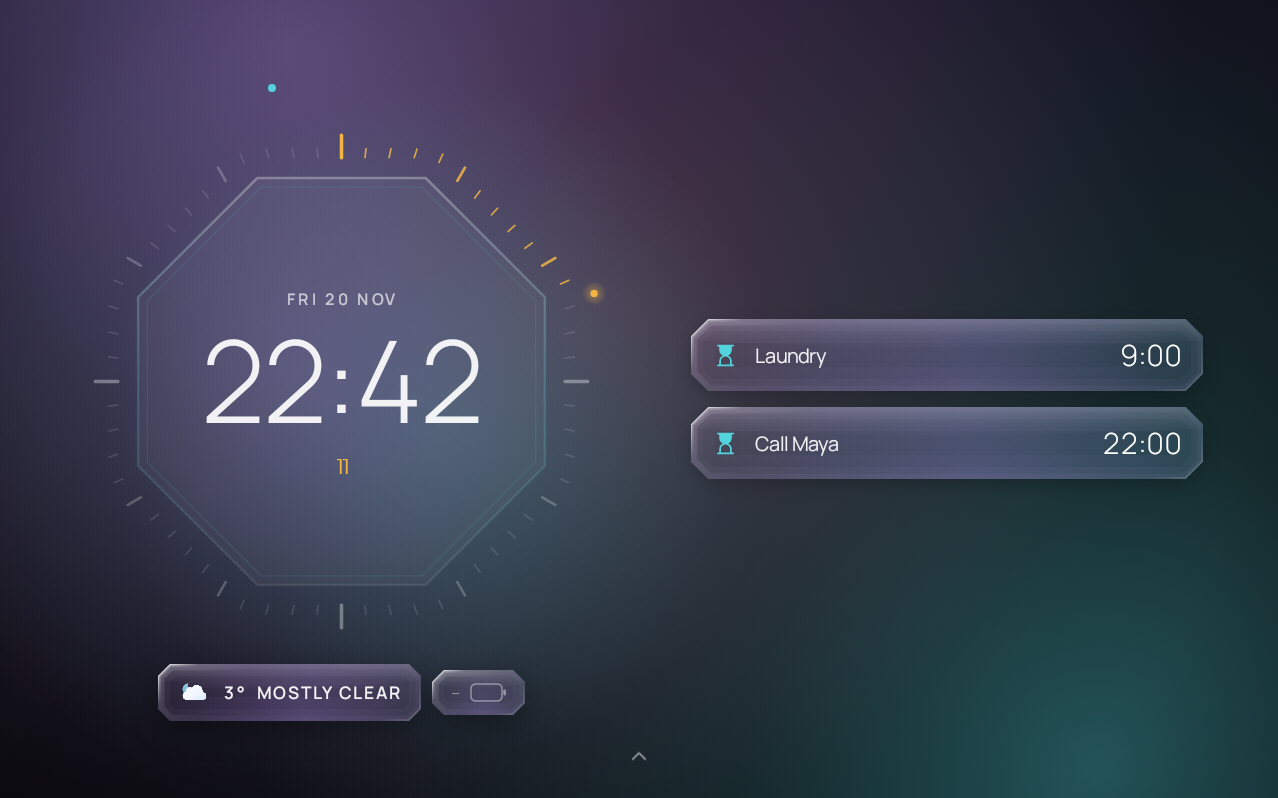 FRI 20 NOV
22:42
11
Laundry 9:00
Call Maya 22:00
3° MOSTLY CLEAR
–